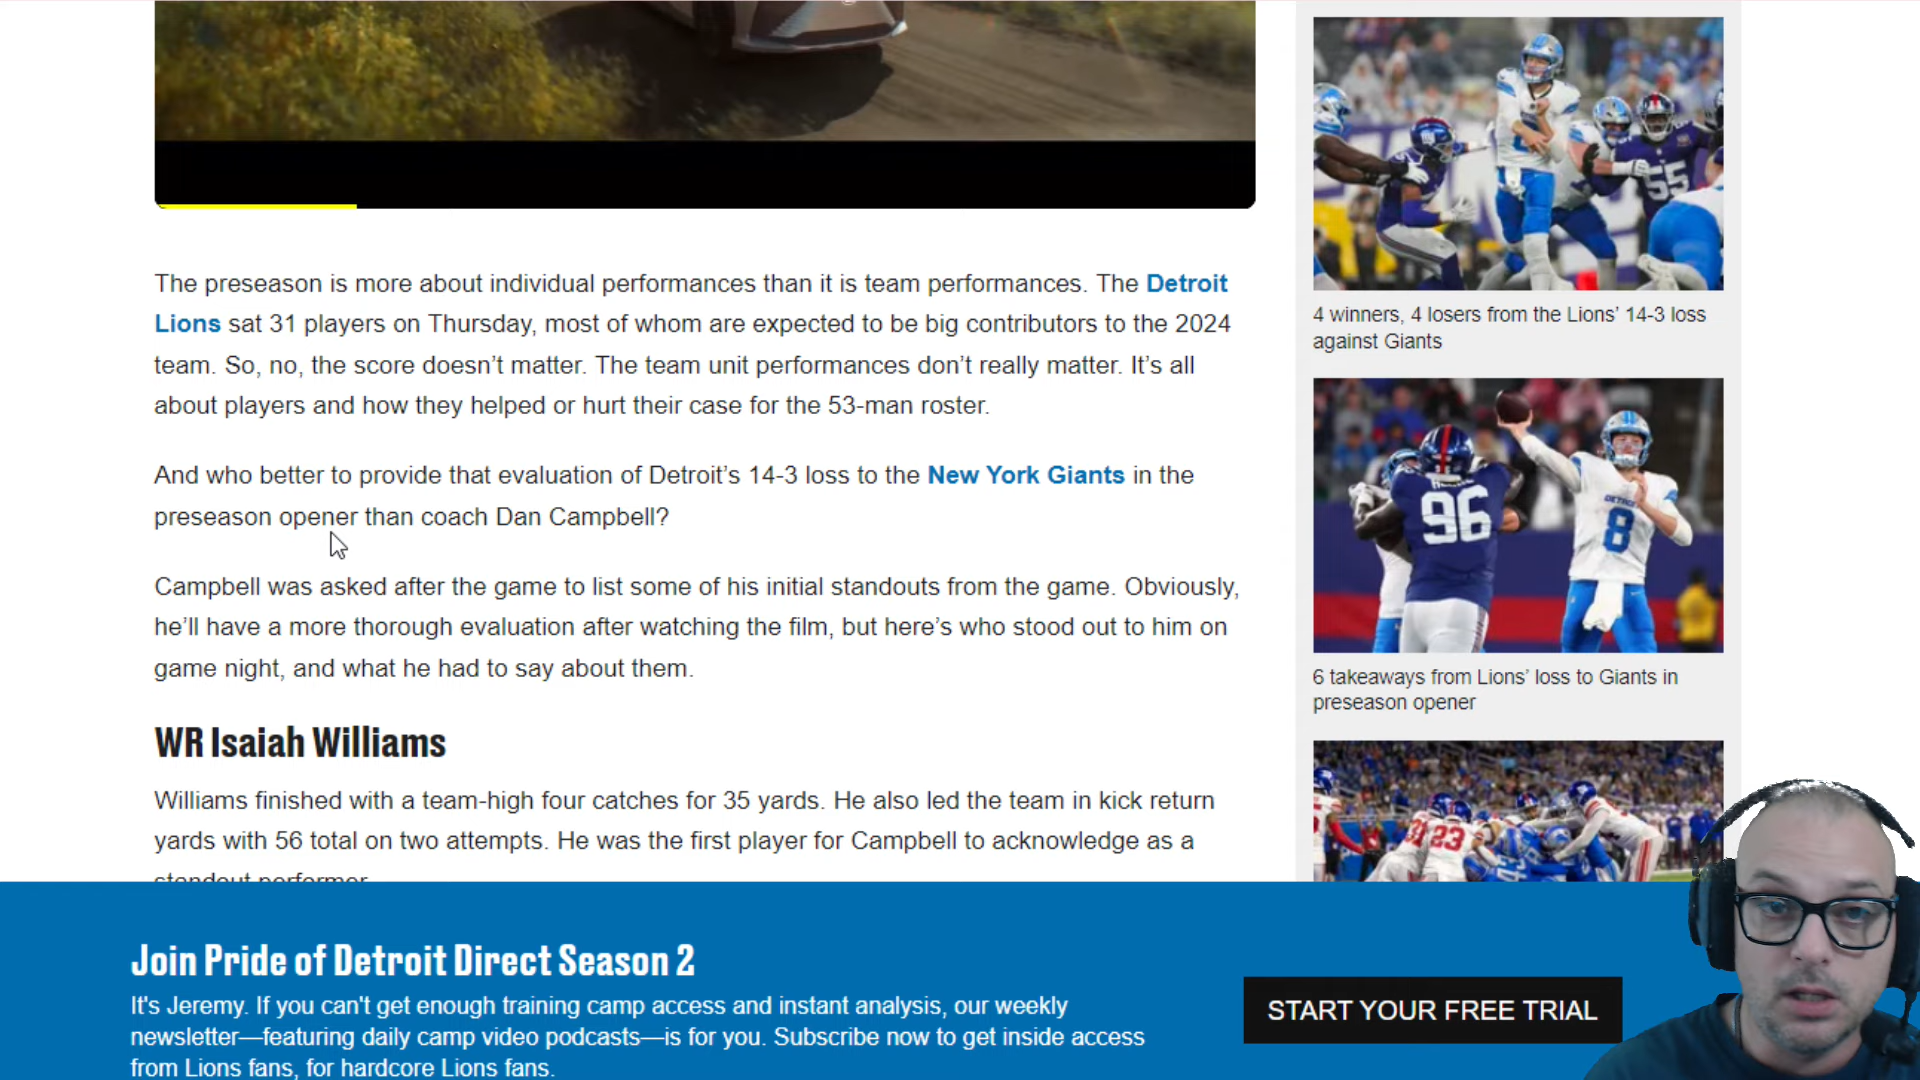 The preseason is more about individual performances than it is team performances. The Detroit
Lions sat 31 players on Thursday, most of whom are expected to be big contributors to the 2024
team. So, no, the score doesn’t matter. The team unit performances don’t really matter. It’s all
about players and how they helped or hurt their case for the 53-man roster.
And who better to provide that evaluation of Detroit’s 14-3 loss to the New York Giants in the
preseason opener than coach Dan Campbell?
Campbell was asked after the game to list some of his initial standouts from the game. Obviously,
he’ll have a more thorough evaluation after watching the film, but here’s who stood out to him on
game night, and what he had to say about them.
WR Isaiah Williams
Williams finished with a team-high four catches for 35 yards. He also led the team in kick return
yards with 56 total on two attempts. He was the first player for Campbell to acknowledge as a
standout performer.
55
4 winners, 4 losers from the Lions’ 14-3 loss
against Giants
96
DETROIT
8
6 takeaways from Lions’ loss to Giants in
preseason opener
23
Join Pride of Detroit Direct Season 2
It's Jeremy. If you can't get enough training camp access and instant analysis, our weekly
newsletter—featuring daily camp video podcasts—is for you. Subscribe now to get inside access
from Lions fans, for hardcore Lions fans.
START YOUR FREE TRIAL